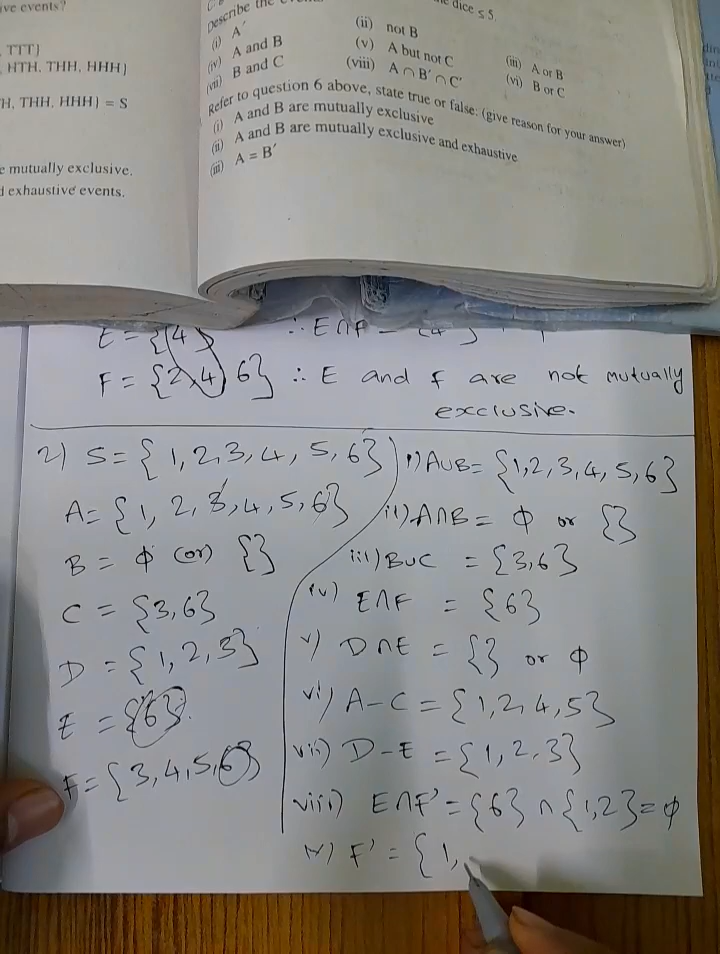 ive events?
TTT}
HTH, THH, HHH}
H, THH, HHH} = S
e mutually exclusive.
d exhaustive events.
Describe the
dice ≤ 5.
(i) A′
(ii) not B
(iii) A or B
(iv) A and B
(v) A but not C
(vi) B or C
(vii) B and C
(viii) A ∩ B′ ∩ C′
Refer to question 6 above, state true or false: (give reason for your answer)
(i) A and B are mutually exclusive
(ii) A and B are mutually exclusive and exhaustive
(iii) A = B′
E = {4} ∴ E∩F = {4}
F = {2,4,6} ∴ E and F are not mutually
exclusive.
2) S = {1,2,3,4,5,6}
A = {1,2,3,4,5,6}
B = ϕ (or) {}
C = {3,6}
D = {1,2,3}
E = {6}
F = {3,4,5,6}
i) A∪B = {1,2,3,4,5,6}
ii) A∩B = ϕ or {}
iii) B∪C = {3,6}
iv) E∩F = {6}
v) D∩E = {} or ϕ
vi) A-C = {1,2,4,5}
vii) D-E = {1,2,3}
viii) E∩F' = {6} ∩ {1,2} = ϕ
ix) F' = {1,